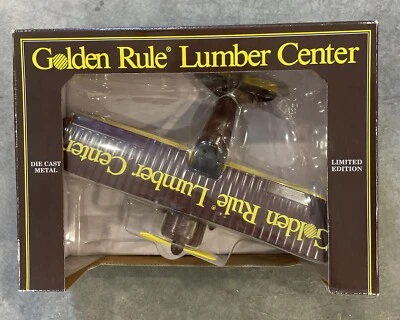 Golden Rule® Lumber Center
DIE CAST
METAL
LIMITED
EDITION
Golden Rule Lumber Center